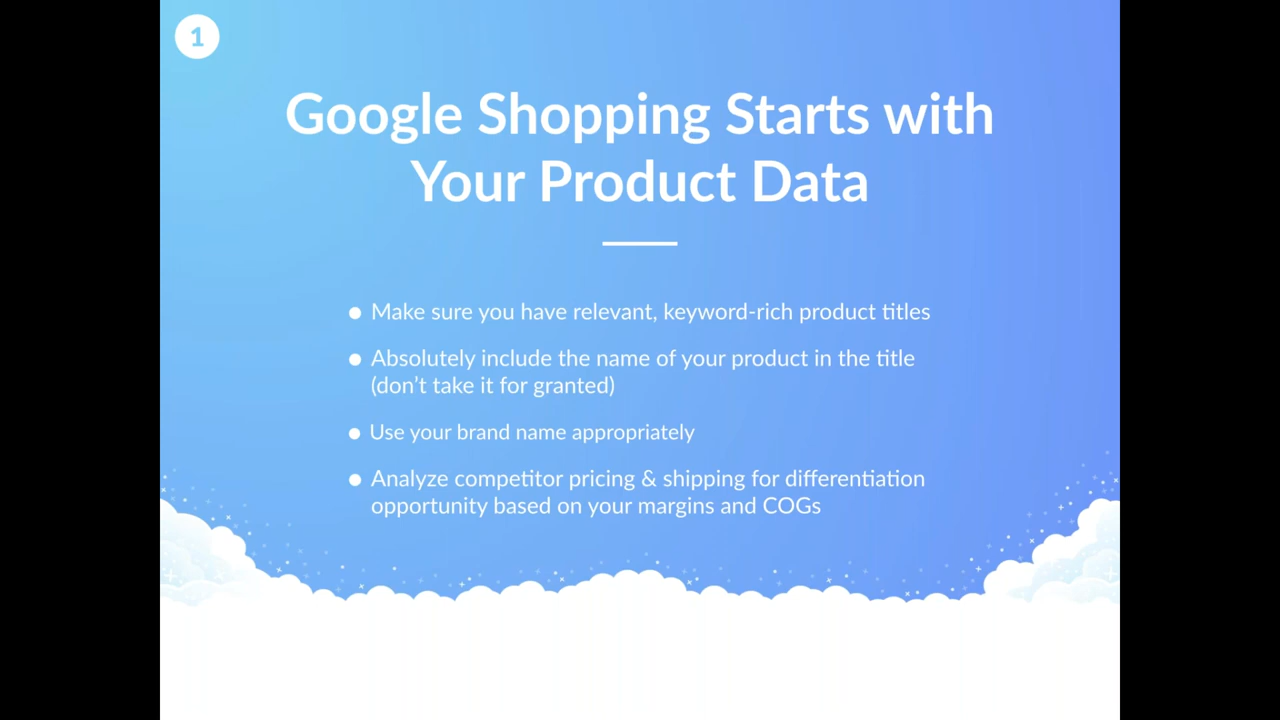 1
Google Shopping Starts with
Your Product Data
● Make sure you have relevant, keyword-rich product titles
● Absolutely include the name of your product in the title
(don’t take it for granted)
● Use your brand name appropriately
● Analyze competitor pricing & shipping for differentiation
opportunity based on your margins and COGs